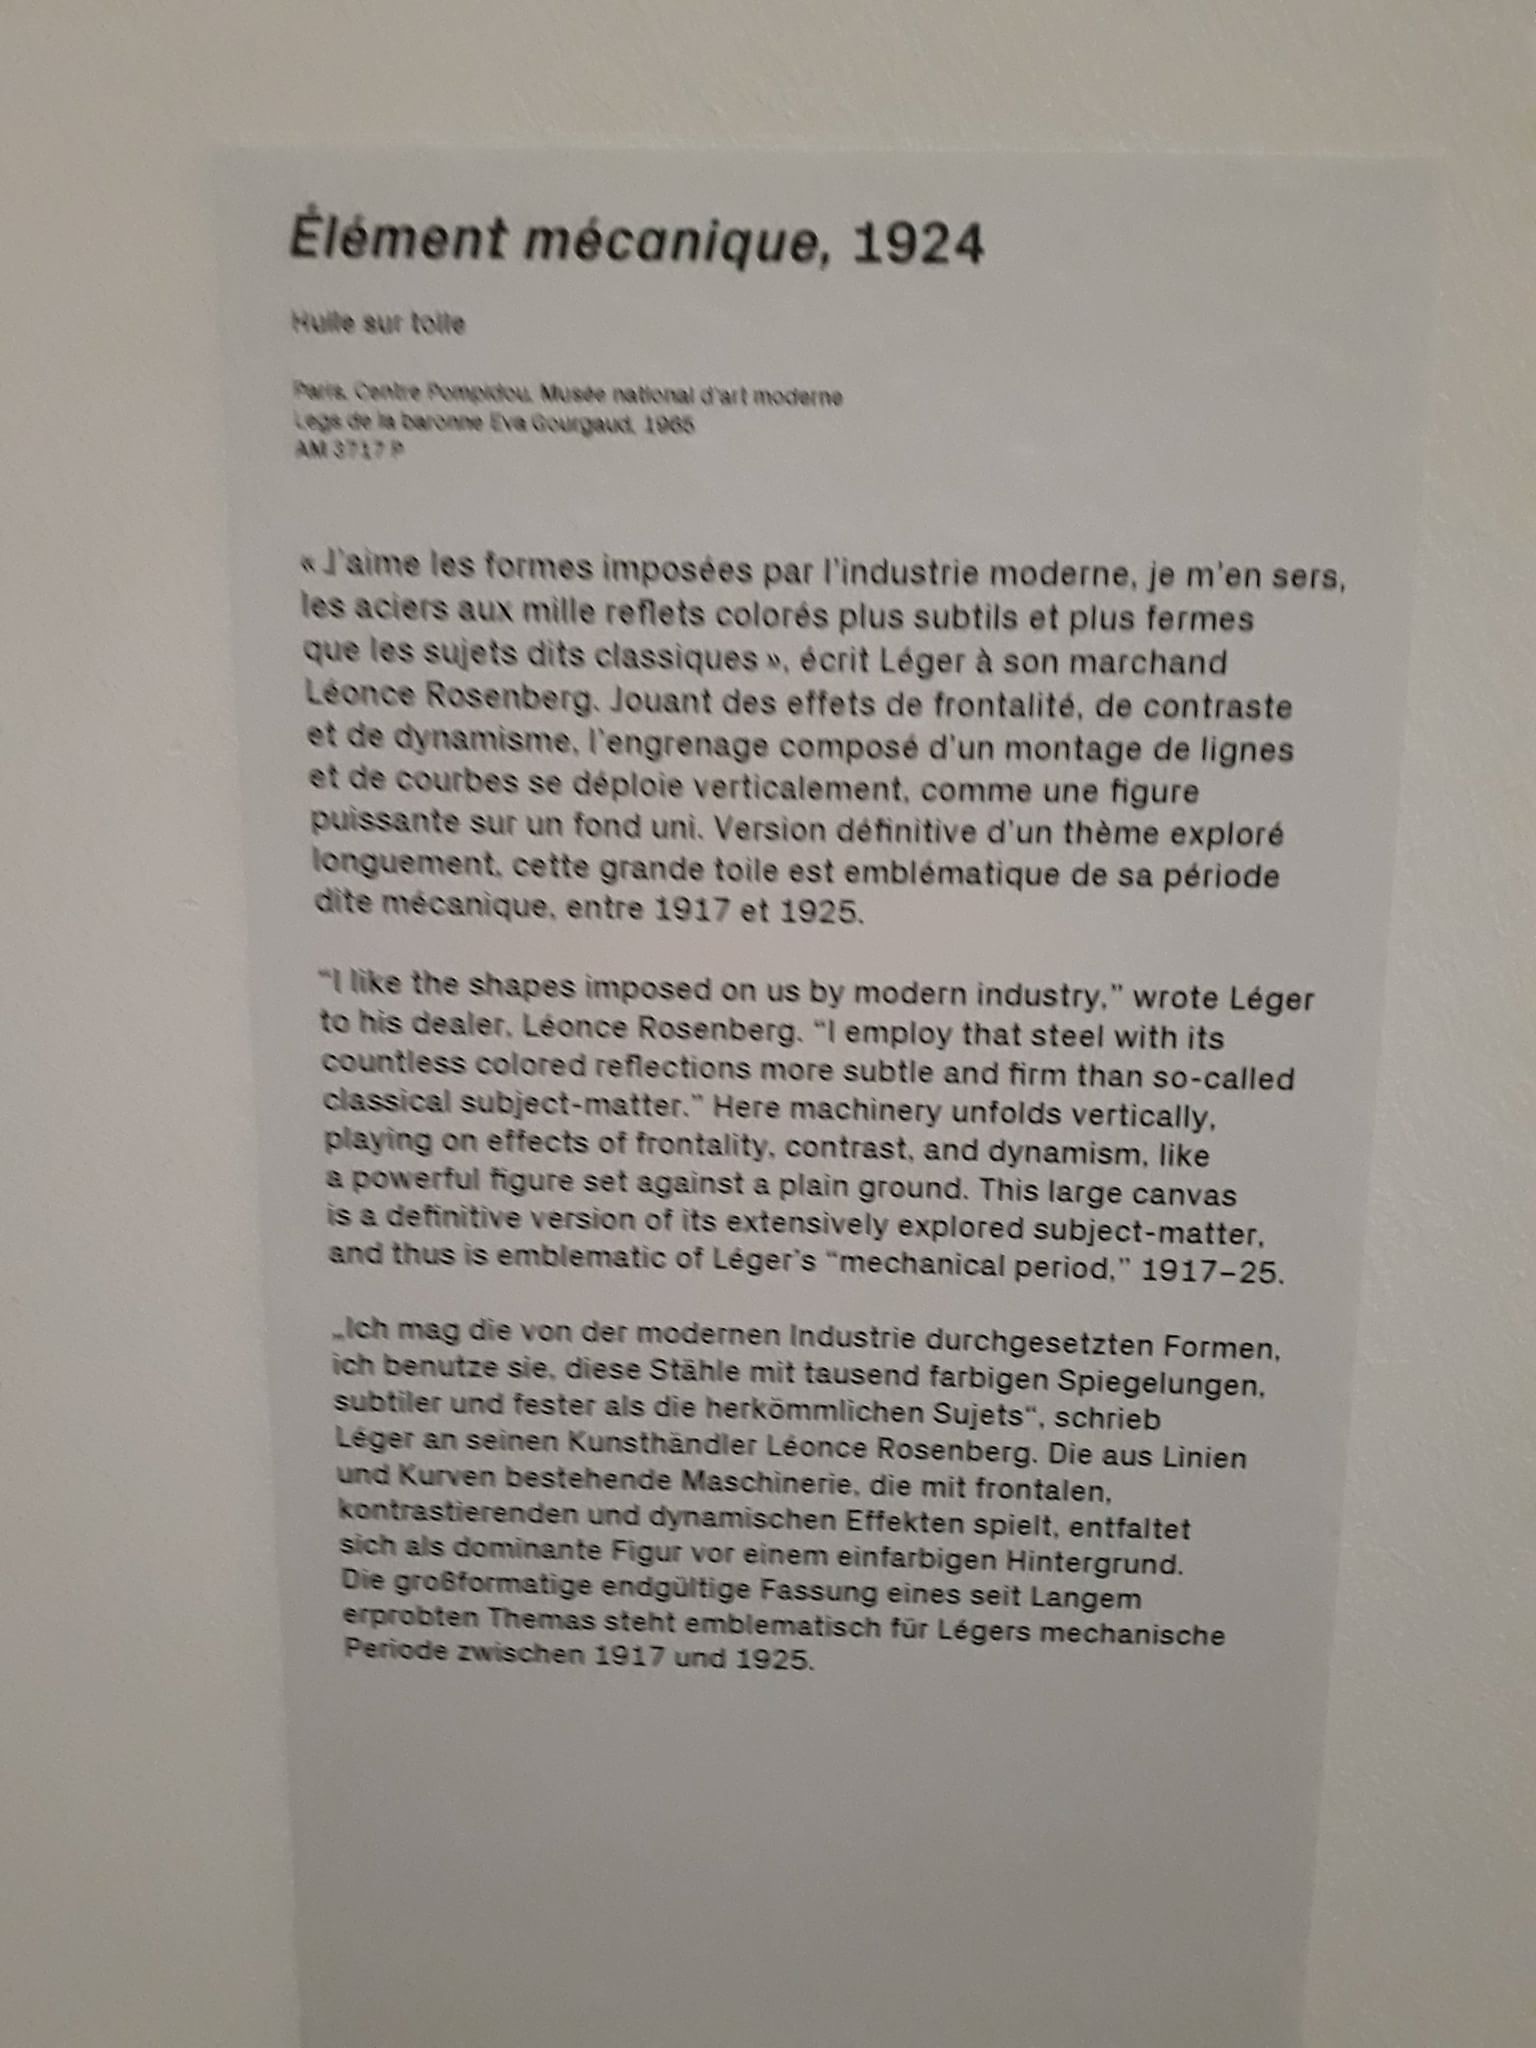 Élément mécanique, 1924
Huile sur toile
Paris, Centre Pompidou, Musée national d'art moderne
Legs de la baronne Eva Gourgaud, 1965
AM 3717 P
« J'aime les formes imposées par l'industrie moderne, je m'en sers,
les aciers aux mille reflets colorés plus subtils et plus fermes
que les sujets dits classiques », écrit Léger à son marchand
Léonce Rosenberg. Jouant des effets de frontalité, de contraste
et de dynamisme, l'engrenage composé d'un montage de lignes
et de courbes se déploie verticalement, comme une figure
puissante sur un fond uni. Version définitive d'un thème exploré
longuement, cette grande toile est emblématique de sa période
dite mécanique, entre 1917 et 1925.
“I like the shapes imposed on us by modern industry,” wrote Léger
to his dealer, Léonce Rosenberg. “I employ that steel with its
countless colored reflections more subtle and firm than so-called
classical subject-matter.” Here machinery unfolds vertically,
playing on effects of frontality, contrast, and dynamism, like
a powerful figure set against a plain ground. This large canvas
is a definitive version of its extensively explored subject-matter,
and thus is emblematic of Léger's “mechanical period,” 1917–25.
„Ich mag die von der modernen Industrie durchgesetzten Formen,
ich benutze sie, diese Stähle mit tausend farbigen Spiegelungen,
subtiler und fester als die herkömmlichen Sujets“, schrieb
Léger an seinen Kunsthändler Léonce Rosenberg. Die aus Linien
und Kurven bestehende Maschinerie, die mit frontalen,
kontrastierenden und dynamischen Effekten spielt, entfaltet
sich als dominante Figur vor einem einfarbigen Hintergrund.
Die großformatige endgültige Fassung eines seit Langem
erprobten Themas steht emblematisch für Légers mechanische
Periode zwischen 1917 und 1925.